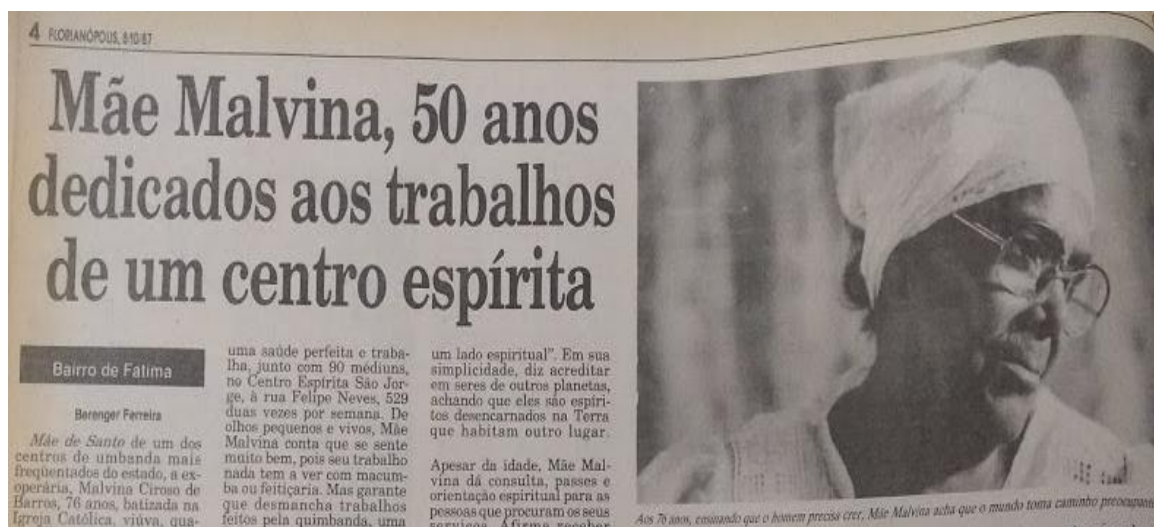 4 FLORIANÓPOLIS, 8/10/87
Mãe Malvina, 50 anos
dedicados aos trabalhos
de um centro espírita
Bairro de Fatima
Berenger Ferreira
Mãe de Santo de um dos
centros de umbanda mais
freqüentados do estado, a ex-
operária, Malvina Ciroso de
Barros, 76 anos, batizada na
Igreja Católica, viúva, qua-
uma saúde perfeita e traba-
lha, junto com 90 médiuns,
no Centro Espírita São Jor-
ge, à rua Felipe Neves, 529
duas vezes por semana. De
olhos pequenos e vivos, Mãe
Malvina conta que se sente
muito bem, pois seu trabalho
nada tem a ver com macum-
ba ou feitiçaria. Mas garante
que desmancha trabalhos
feitos pela quimbanda, uma
um lado espiritual". Em sua
simplicidade, diz acreditar
em seres de outros planetas,
achando que eles são espíri-
tos desencarnados na Terra
que habitam outro lugar.
Apesar da idade, Mãe Mal-
vina dá consulta, passes e
orientação espiritual para as
pessoas que procuram os seus
serviços. Afirma receber
Aos 76 anos, ensinando que o homem precisa crer, Mãe Malvina acha que o mundo toma caminho